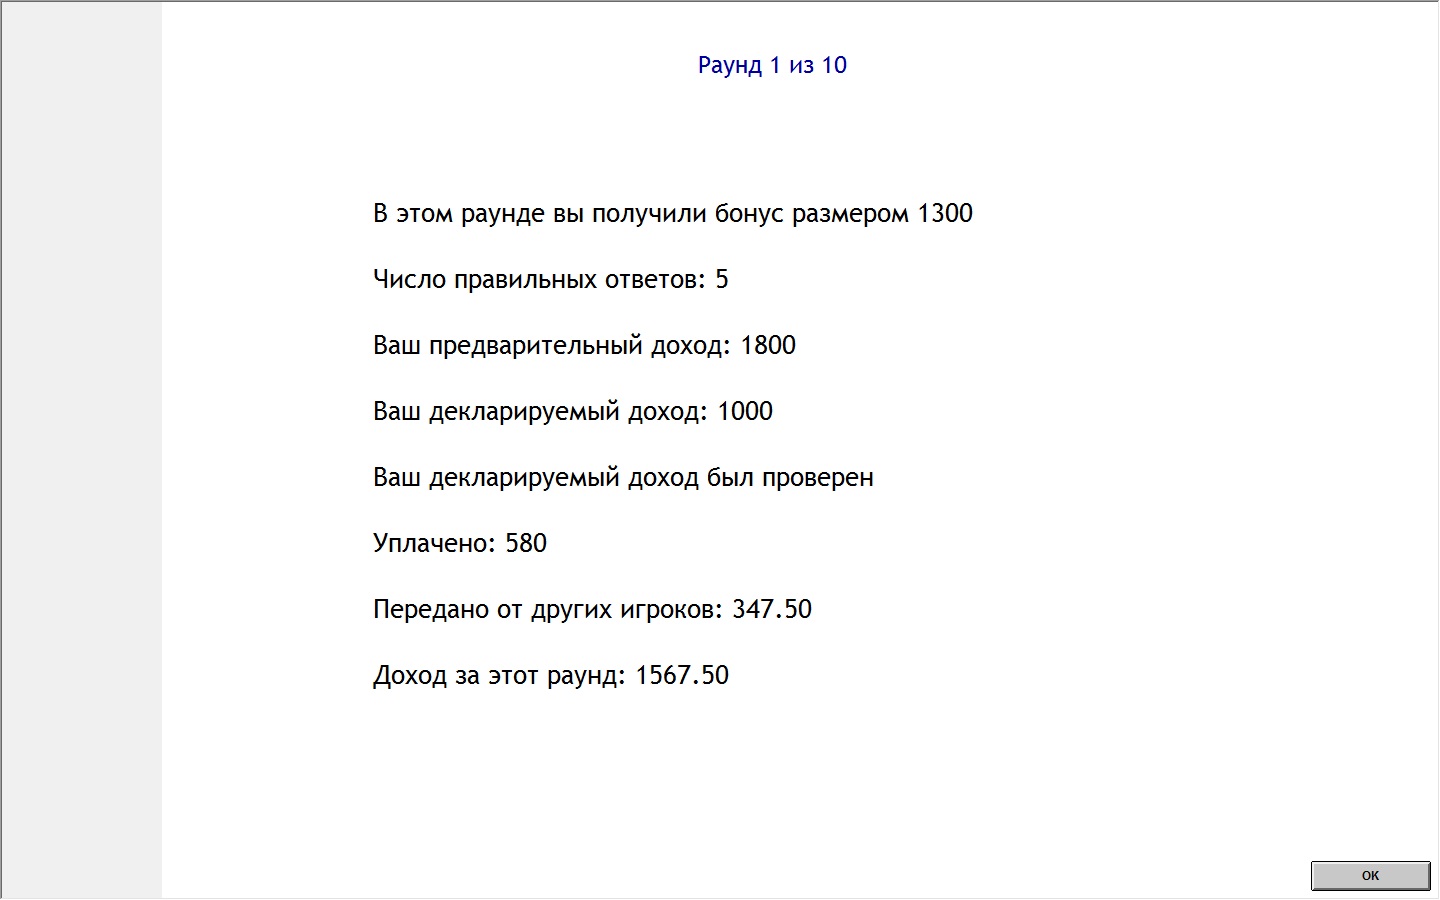 Раунд 1 из 10
В этом раунде вы получили бонус размером 1300
Число правильных ответов: 5
Ваш предварительный доход: 1800
Ваш декларируемый доход: 1000
Ваш декларируемый доход был проверен
Уплачено: 580
Передано от других игроков: 347.50
Доход за этот раунд: 1567.50
ОК